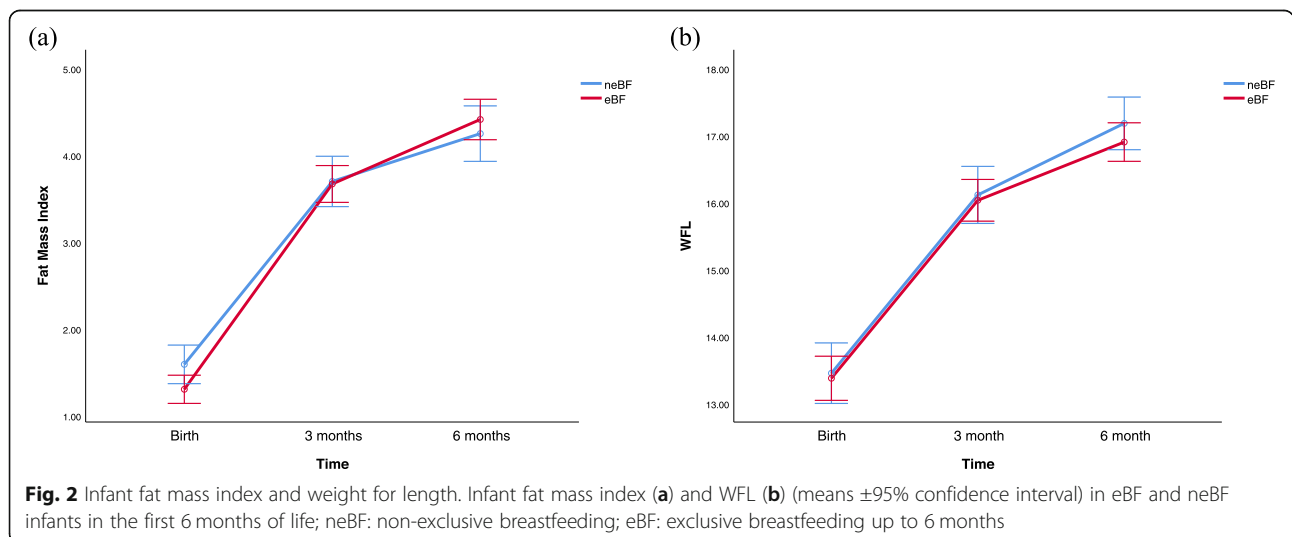 (a)
5.00
4.00
3.00
2.00
1.00
Fat Mass Index
neBF
eBF
Birth
3 months
6 months
Time
(b)
18.00
17.00
16.00
15.00
14.00
13.00
WFL
neBF
eBF
Birth
3 month
6 month
Time
Fig. 2 Infant fat mass index and weight for length. Infant fat mass index (a) and WFL (b) (means ±95% confidence interval) in eBF and neBF
infants in the first 6 months of life; neBF: non-exclusive breastfeeding; eBF: exclusive breastfeeding up to 6 months